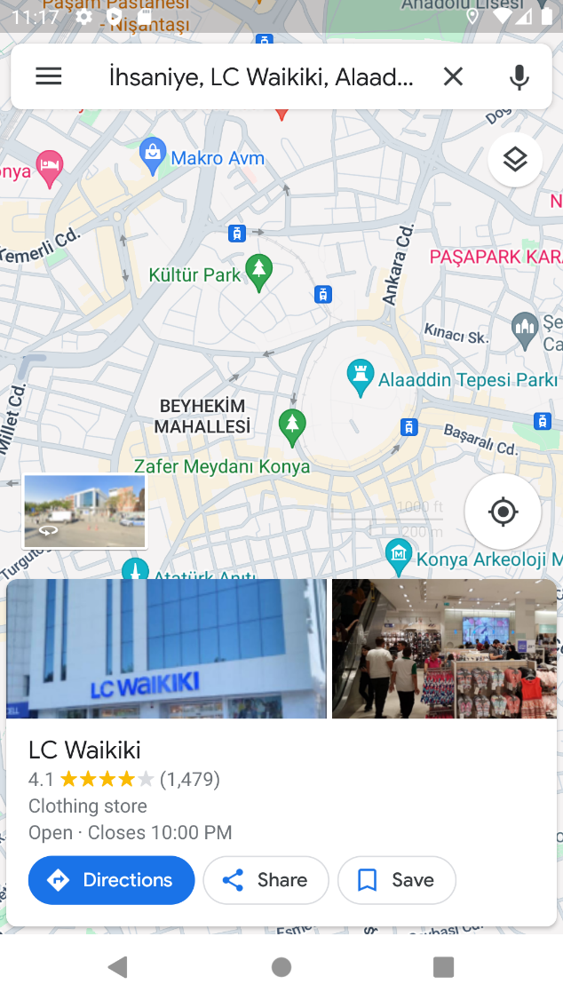 Paşam Pastanesi
- Nişantaşı
Anadolu Lisesi
11:17
İhsaniye, LC Waikiki, Alaad...
Makro Avm
onya
Temerli Cd.
Kültür Park
Ankara Cd.
PAŞAPARK KARA
Kınacı Sk.
Şe
Ca
Alaaddin Tepesi Parkı
BEYHEKİM
MAHALLESİ
Millet Cd.
Başaralı Cd.
Zafer Meydanı Konya
1000 ft
200 m
Konya Arkeoloji M
Atatürk Anıtı
LC WAIKIKI
LC Waikiki
4.1 (1,479)
Clothing store
Open · Closes 10:00 PM
Directions
Share
Save